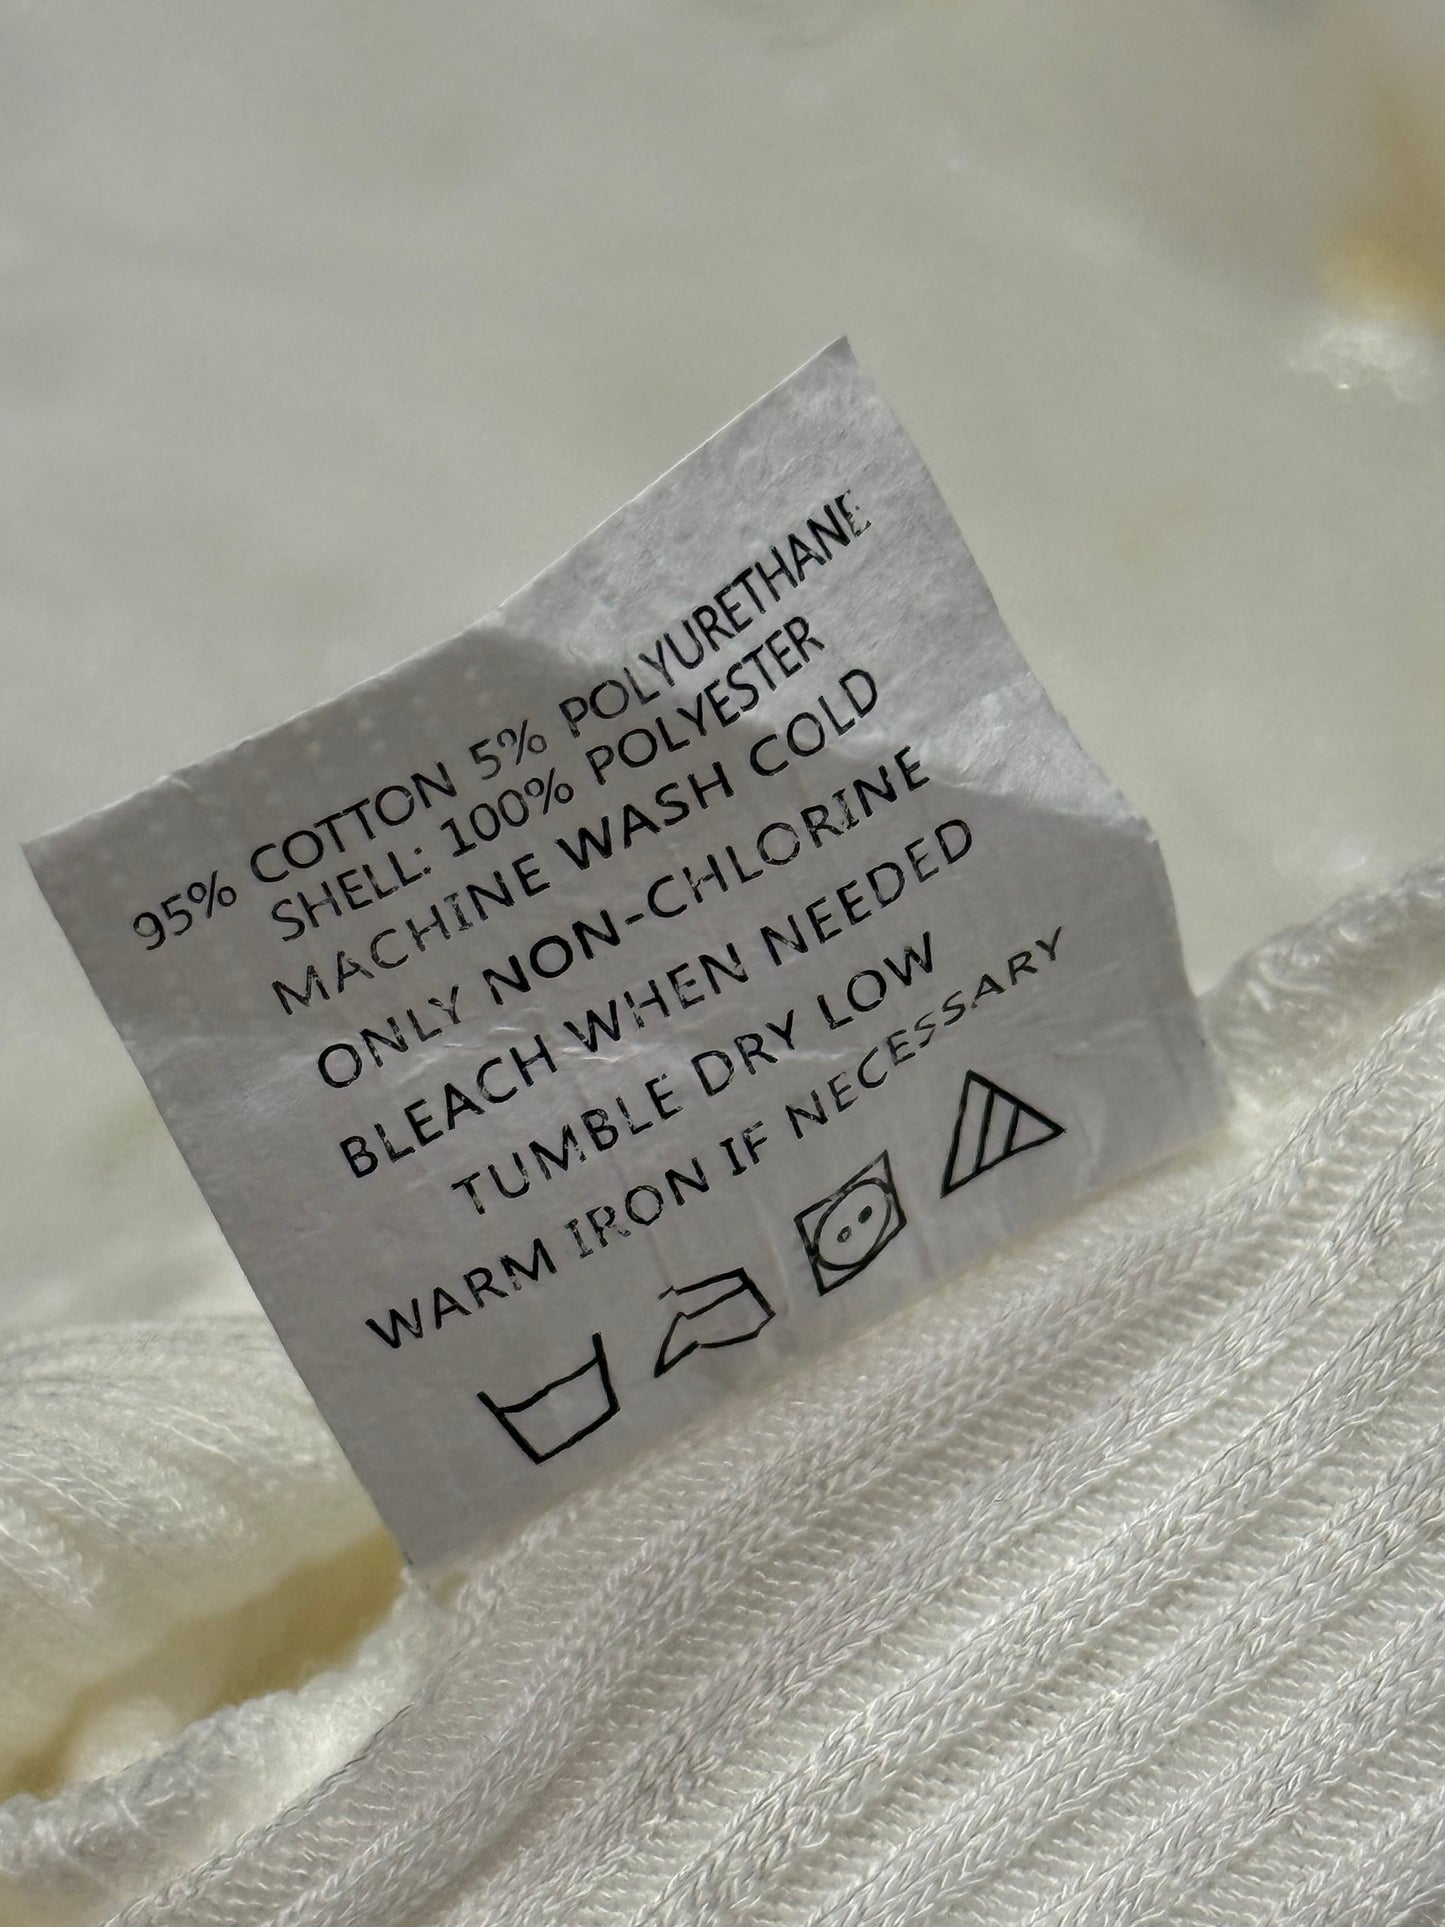 95% COTTON 5% POLYURETHANE
SHELL: 100% POLYESTER
MACHINE WASH COLD
ONLY NON-CHLORINE
BLEACH WHEN NEEDED
TUMBLE DRY LOW
WARM IRON IF NECESSARY